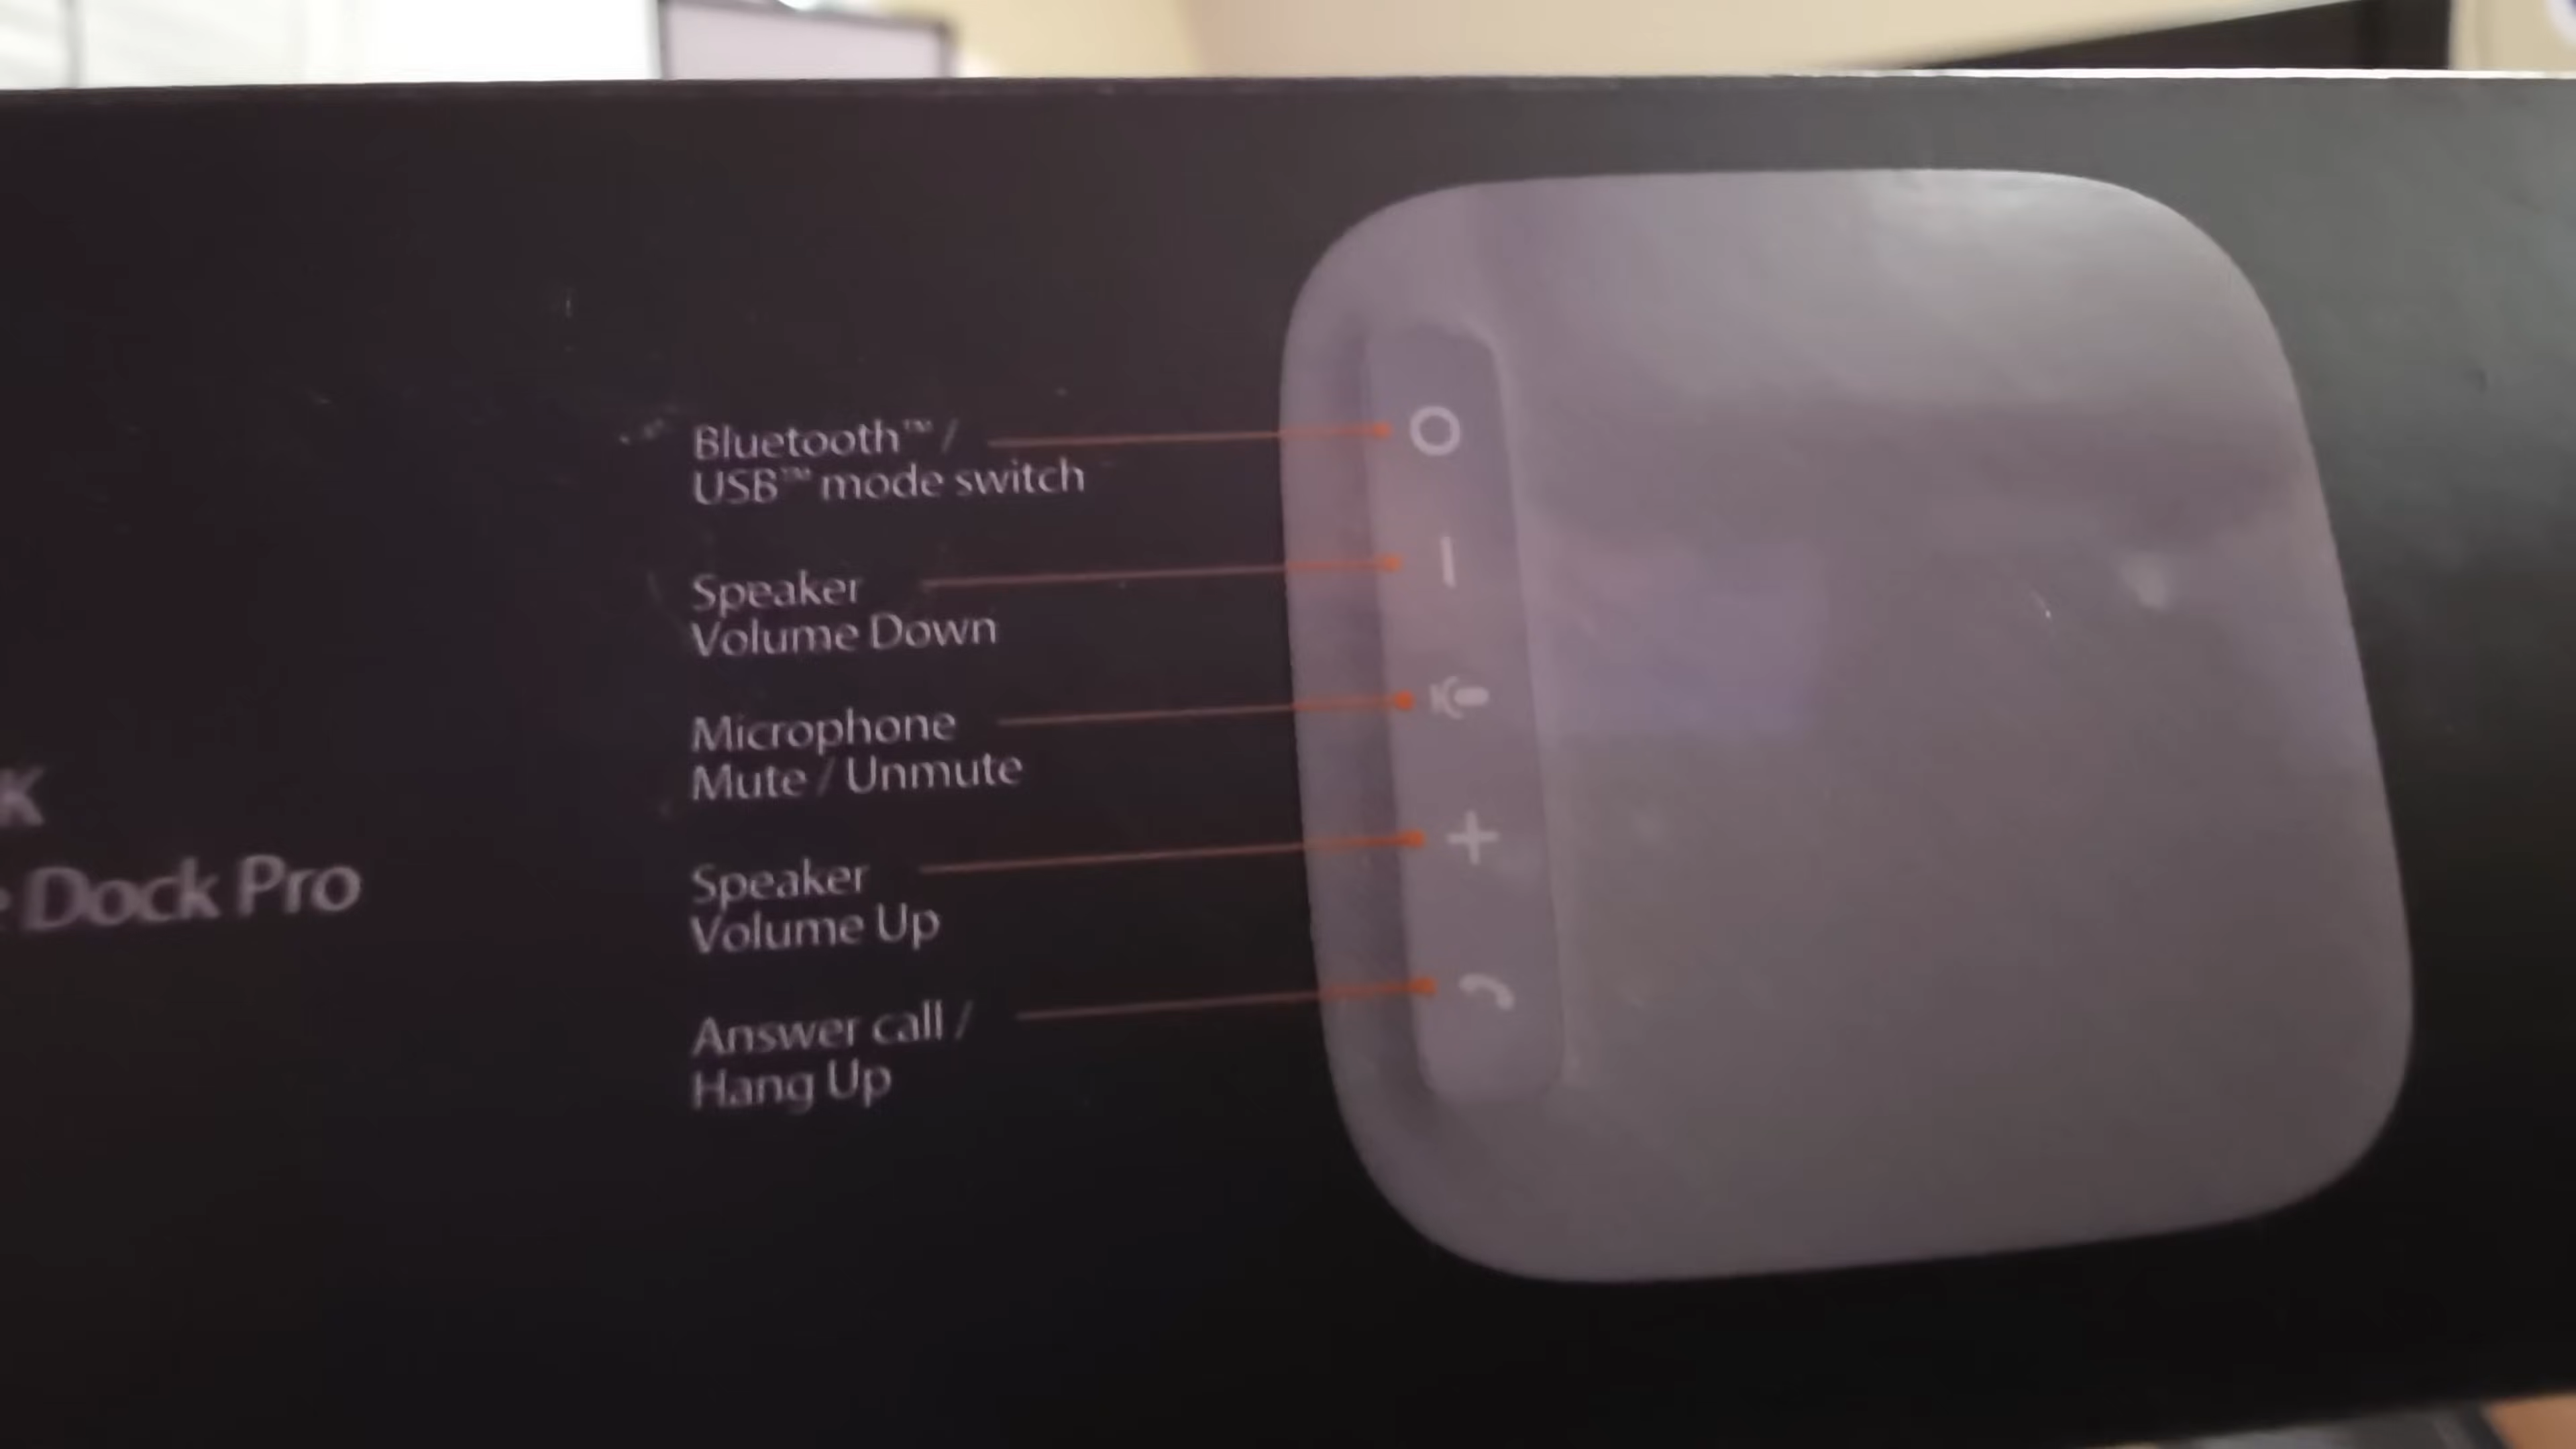 K
Dock Pro
Bluetooth™ /
USB™ mode switch
Speaker
Volume Down
Microphone
Mute / Unmute
Speaker
Volume Up
Answer call /
Hang Up